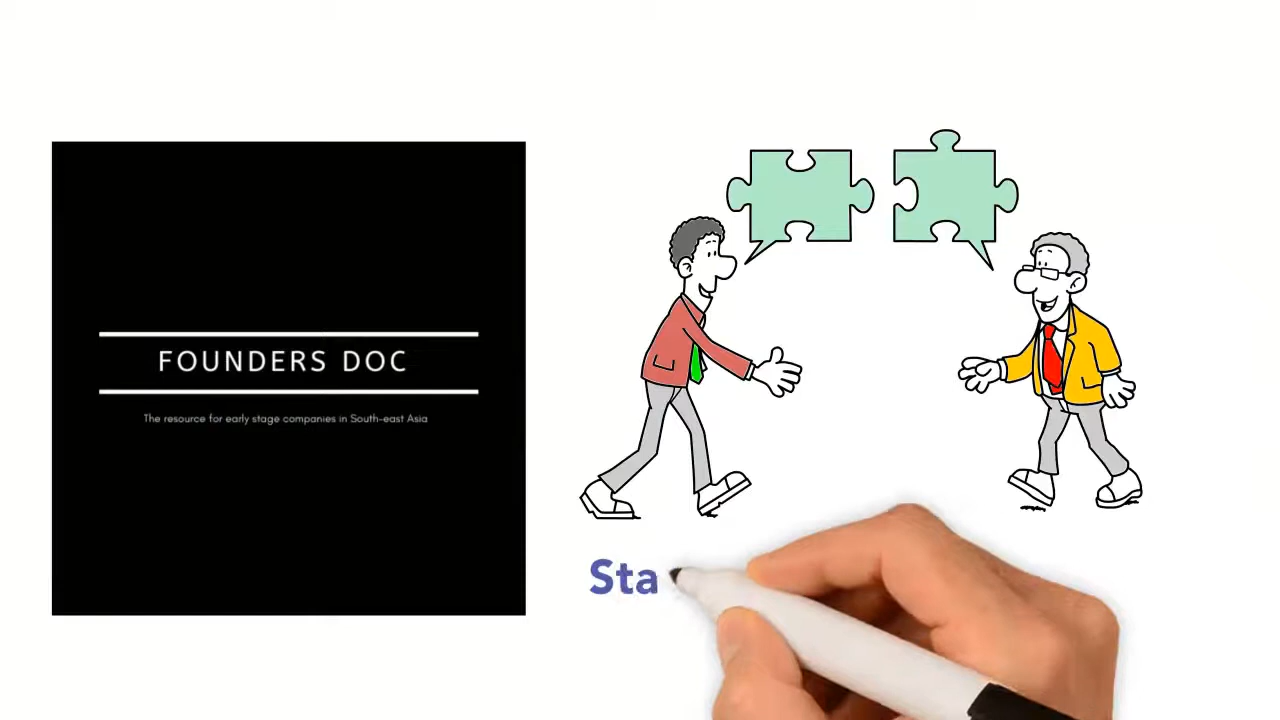 FOUNDERS DOC
The resource for early stage companies in South-east Asia
Sta